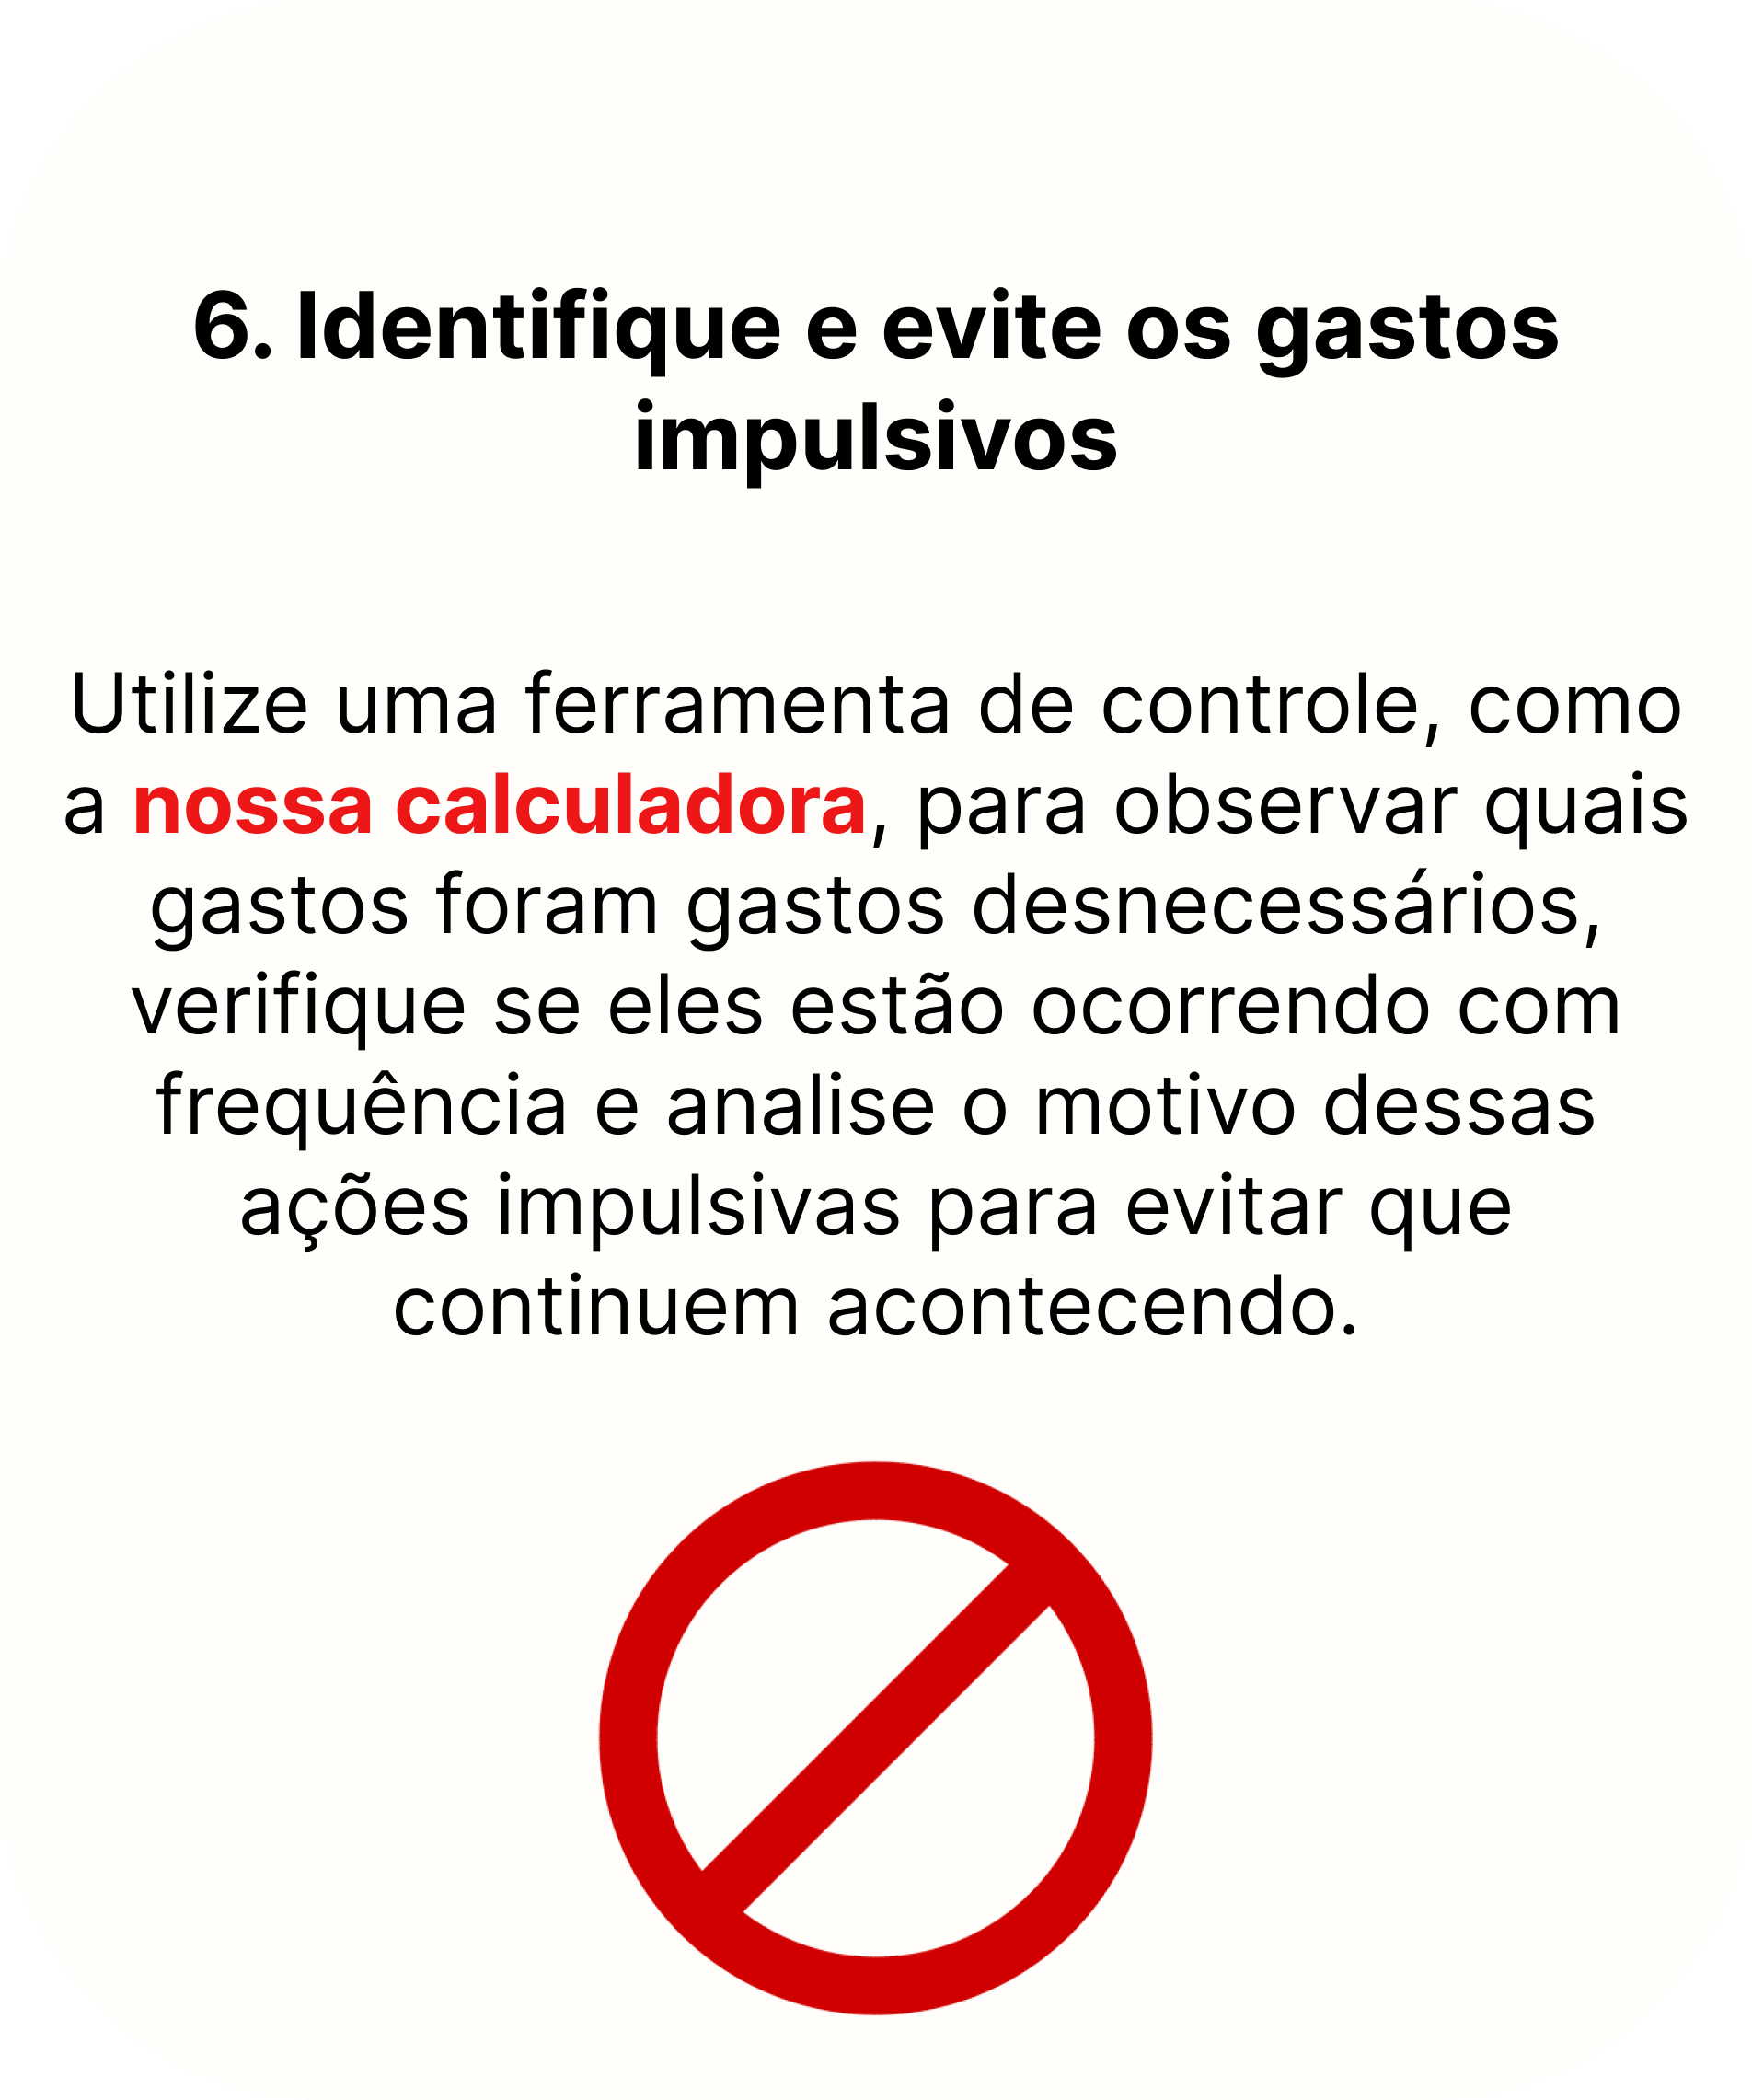 6. Identifique e evite os gastos
impulsivos
Utilize uma ferramenta de controle, como
a nossa calculadora, para observar quais
gastos foram gastos desnecessários,
verifique se eles estão ocorrendo com
frequência e analise o motivo dessas
ações impulsivas para evitar que
continuem acontecendo.